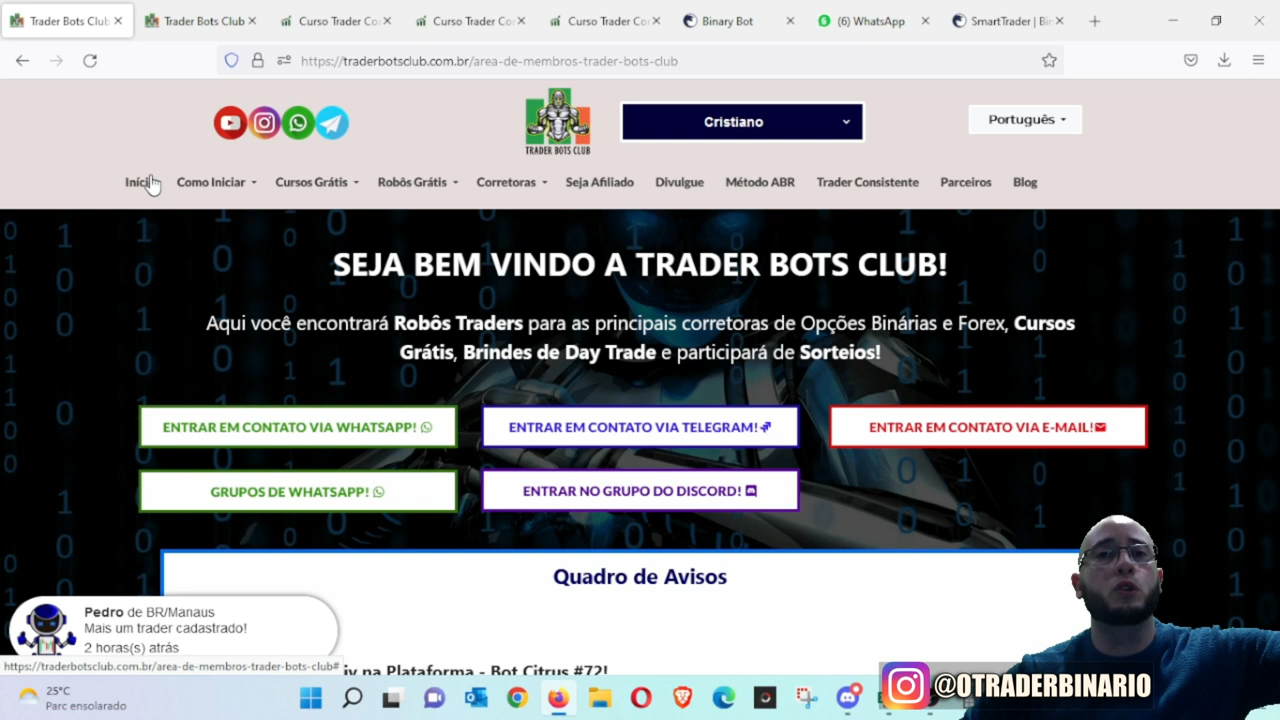 Trader Bots Club
Trader Bots Club
Curso Trader Co
Curso Trader Co
Curso Trader Co
Binary Bot
(6) WhatsApp
SmartTrader | Bin
https://traderbotsclub.com.br/area-de-membros-trader-bots-club
TRADER BOTS CLUB
Cristiano
Português
Início
Como Iniciar
Cursos Grátis
Robôs Grátis
Corretoras
Seja Afiliado
Divulgue
Método ABR
Trader Consistente
Parceiros
Blog
SEJA BEM VINDO A TRADER BOTS CLUB!
Aqui você encontrará Robôs Traders para as principais corretoras de Opções Binárias e Forex, Cursos
Grátis, Brindes de Day Trade e participará de Sorteios!
ENTRAR EM CONTATO VIA WHATSAPP!
ENTRAR EM CONTATO VIA TELEGRAM!
ENTRAR EM CONTATO VIA E-MAIL!
GRUPOS DE WHATSAPP!
ENTRAR NO GRUPO DO DISCORD!
Quadro de Avisos
Pedro de BR/Manaus
Mais um trader cadastrado!
2 horas(s) atrás
https://traderbotsclub.com.br/area-de-membros-trader-bots-club#
na Plataforma - Bot Citrus #72!
@OTRADERBINARIO
25°C
Parc ensolarado